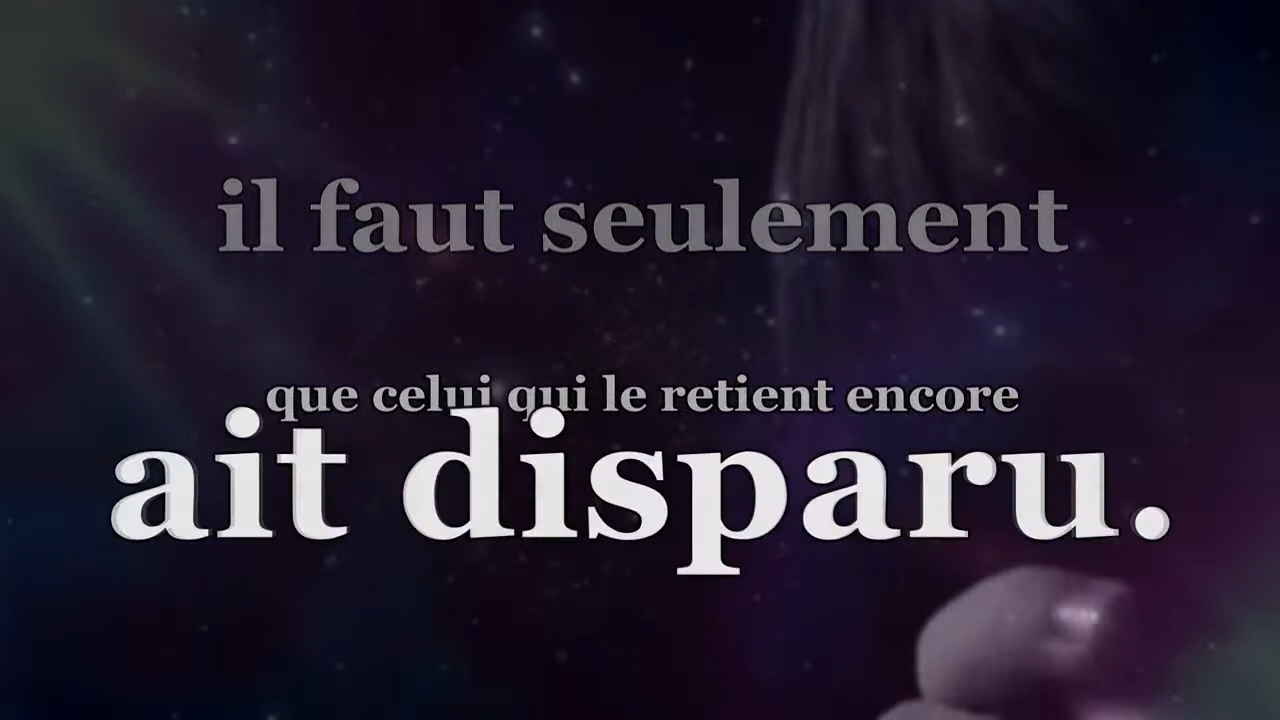 il faut seulement
que celui qui le retient encore
ait disparu.